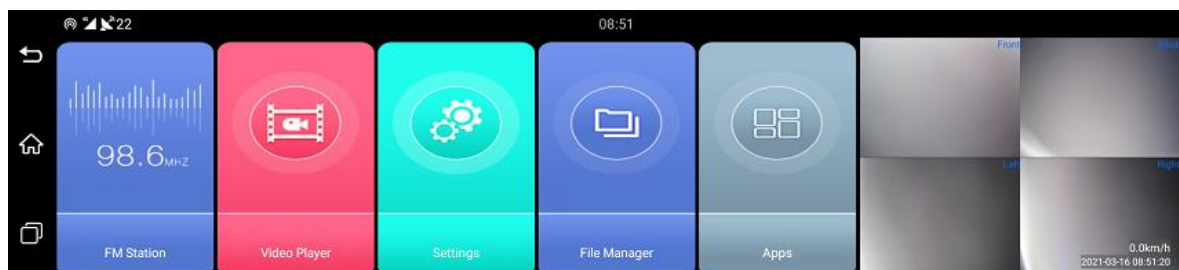 22
08:51
98.6MHZ
FM Station
Video Player
Settings
File Manager
Apps
Front
Back
Left
Right
0.0km/h
2021-03-16 08:51:20